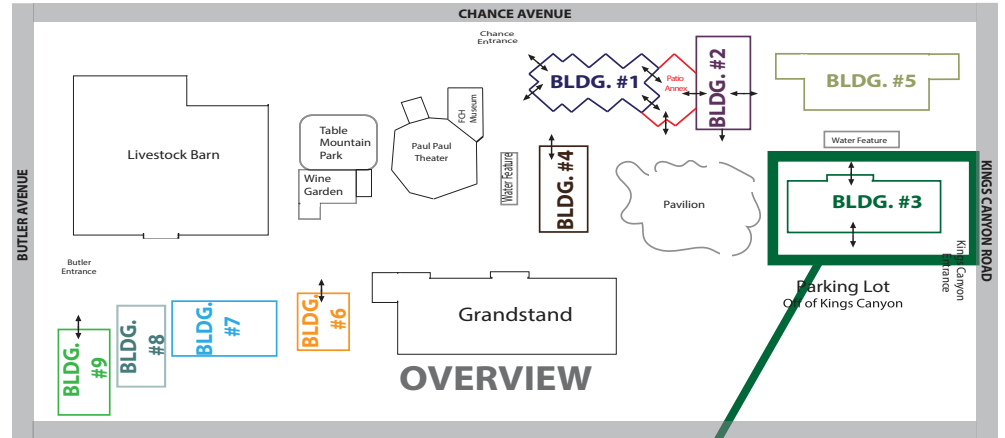 CHANCE AVENUE
Chance
Entrance
BLDG. #1
Patio
Annex
BLDG. #2
BLDG. #5
Livestock Barn
Table
Mountain
Park
Wine
Garden
Paul Paul
Theater
FCH
Museum
Water Feature
BLDG. #4
Pavilion
Water Feature
BLDG. #3
BUTLER AVENUE
KINGS CANYON ROAD
Kings Canyon
Entrance
Butler
Entrance
Parking Lot
Off of Kings Canyon
Grandstand
BLDG.
#6
BLDG.
#7
BLDG.
#8
BLDG.
#9
OVERVIEW